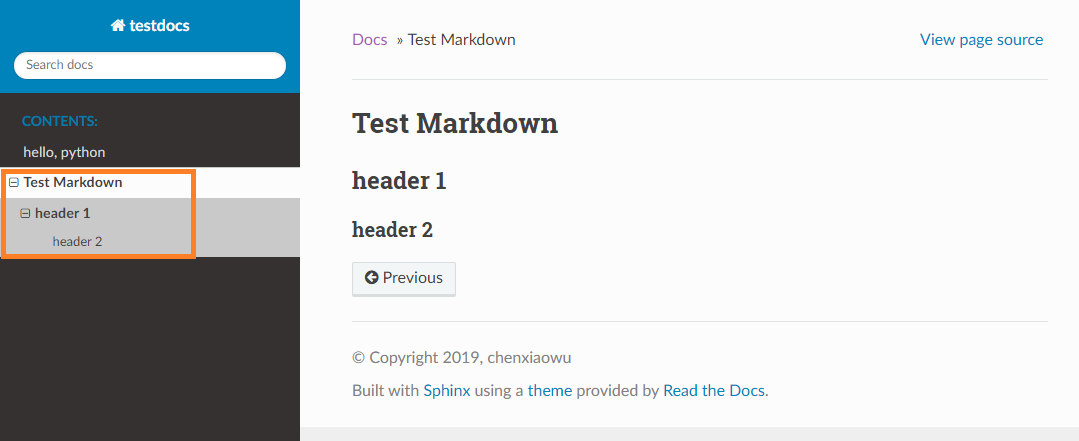 testdocs
Search docs
CONTENTS:
hello, python
Test Markdown
header 1
header 2
Docs » Test Markdown
View page source
Test Markdown
header 1
header 2
Previous
© Copyright 2019, chenxiaowu
Built with Sphinx using a theme provided by Read the Docs.